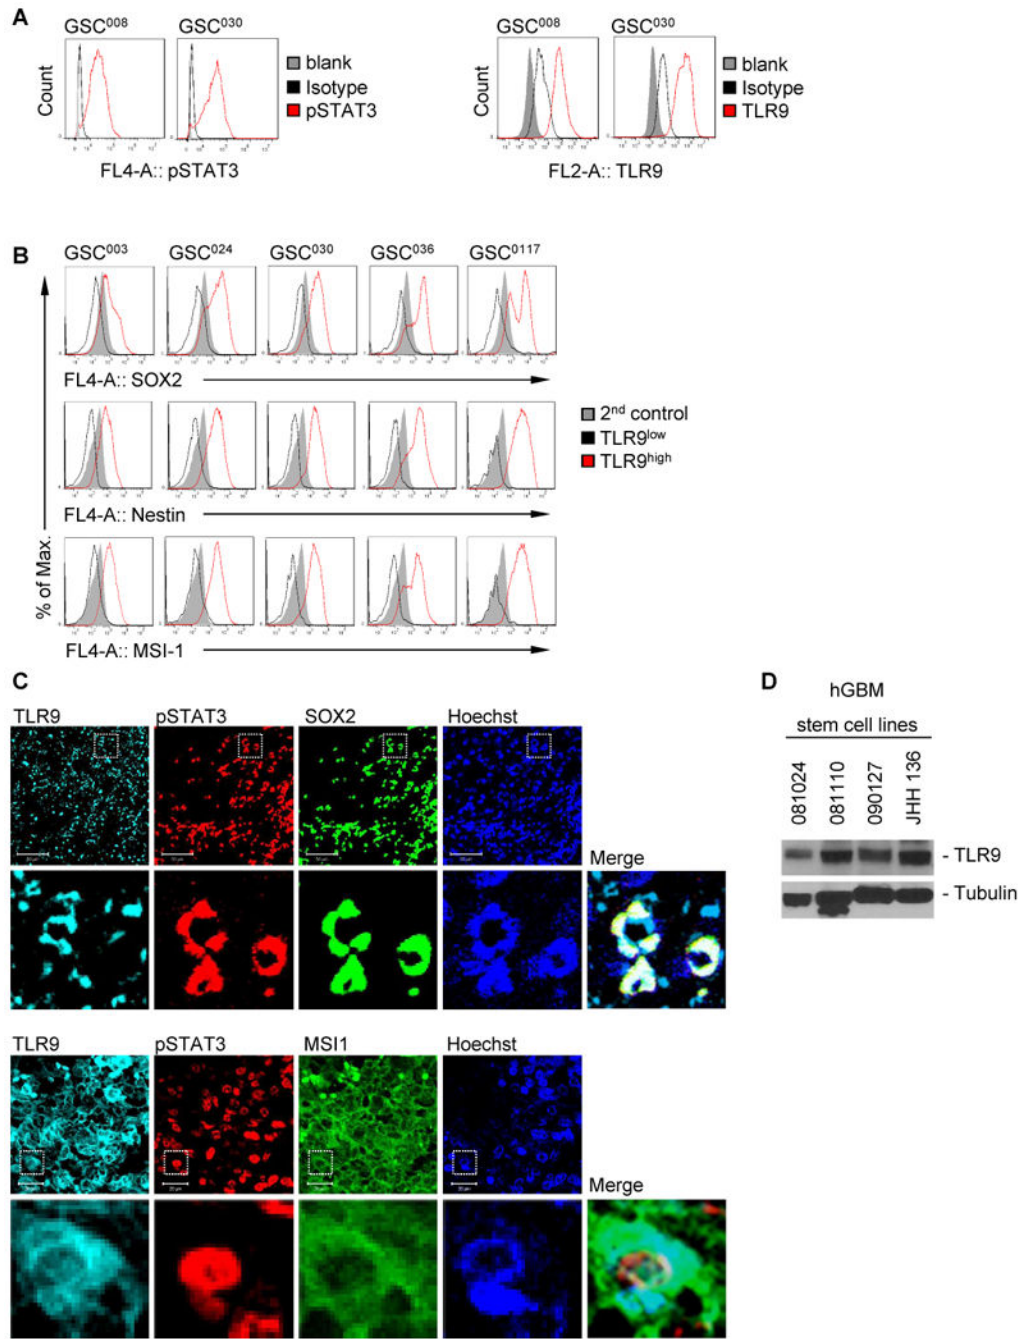 A
GSC008 GSC030 GSC008 GSC030
Count
blank
Isotype
pSTAT3
FL4-A:: pSTAT3
Count
blank
Isotype
TLR9
FL2-A:: TLR9
B
GSC003 GSC024 GSC030 GSC036 GSC0117
FL4-A:: SOX2
2nd control
TLR9low
TLR9high
FL4-A:: Nestin
% of Max.
FL4-A:: MSI-1
C
TLR9 pSTAT3 SOX2 Hoechst
Merge
TLR9 pSTAT3 MSI1 Hoechst
Merge
D
hGBM
stem cell lines
081024 081110 090127 JHH 136
- TLR9
- Tubulin